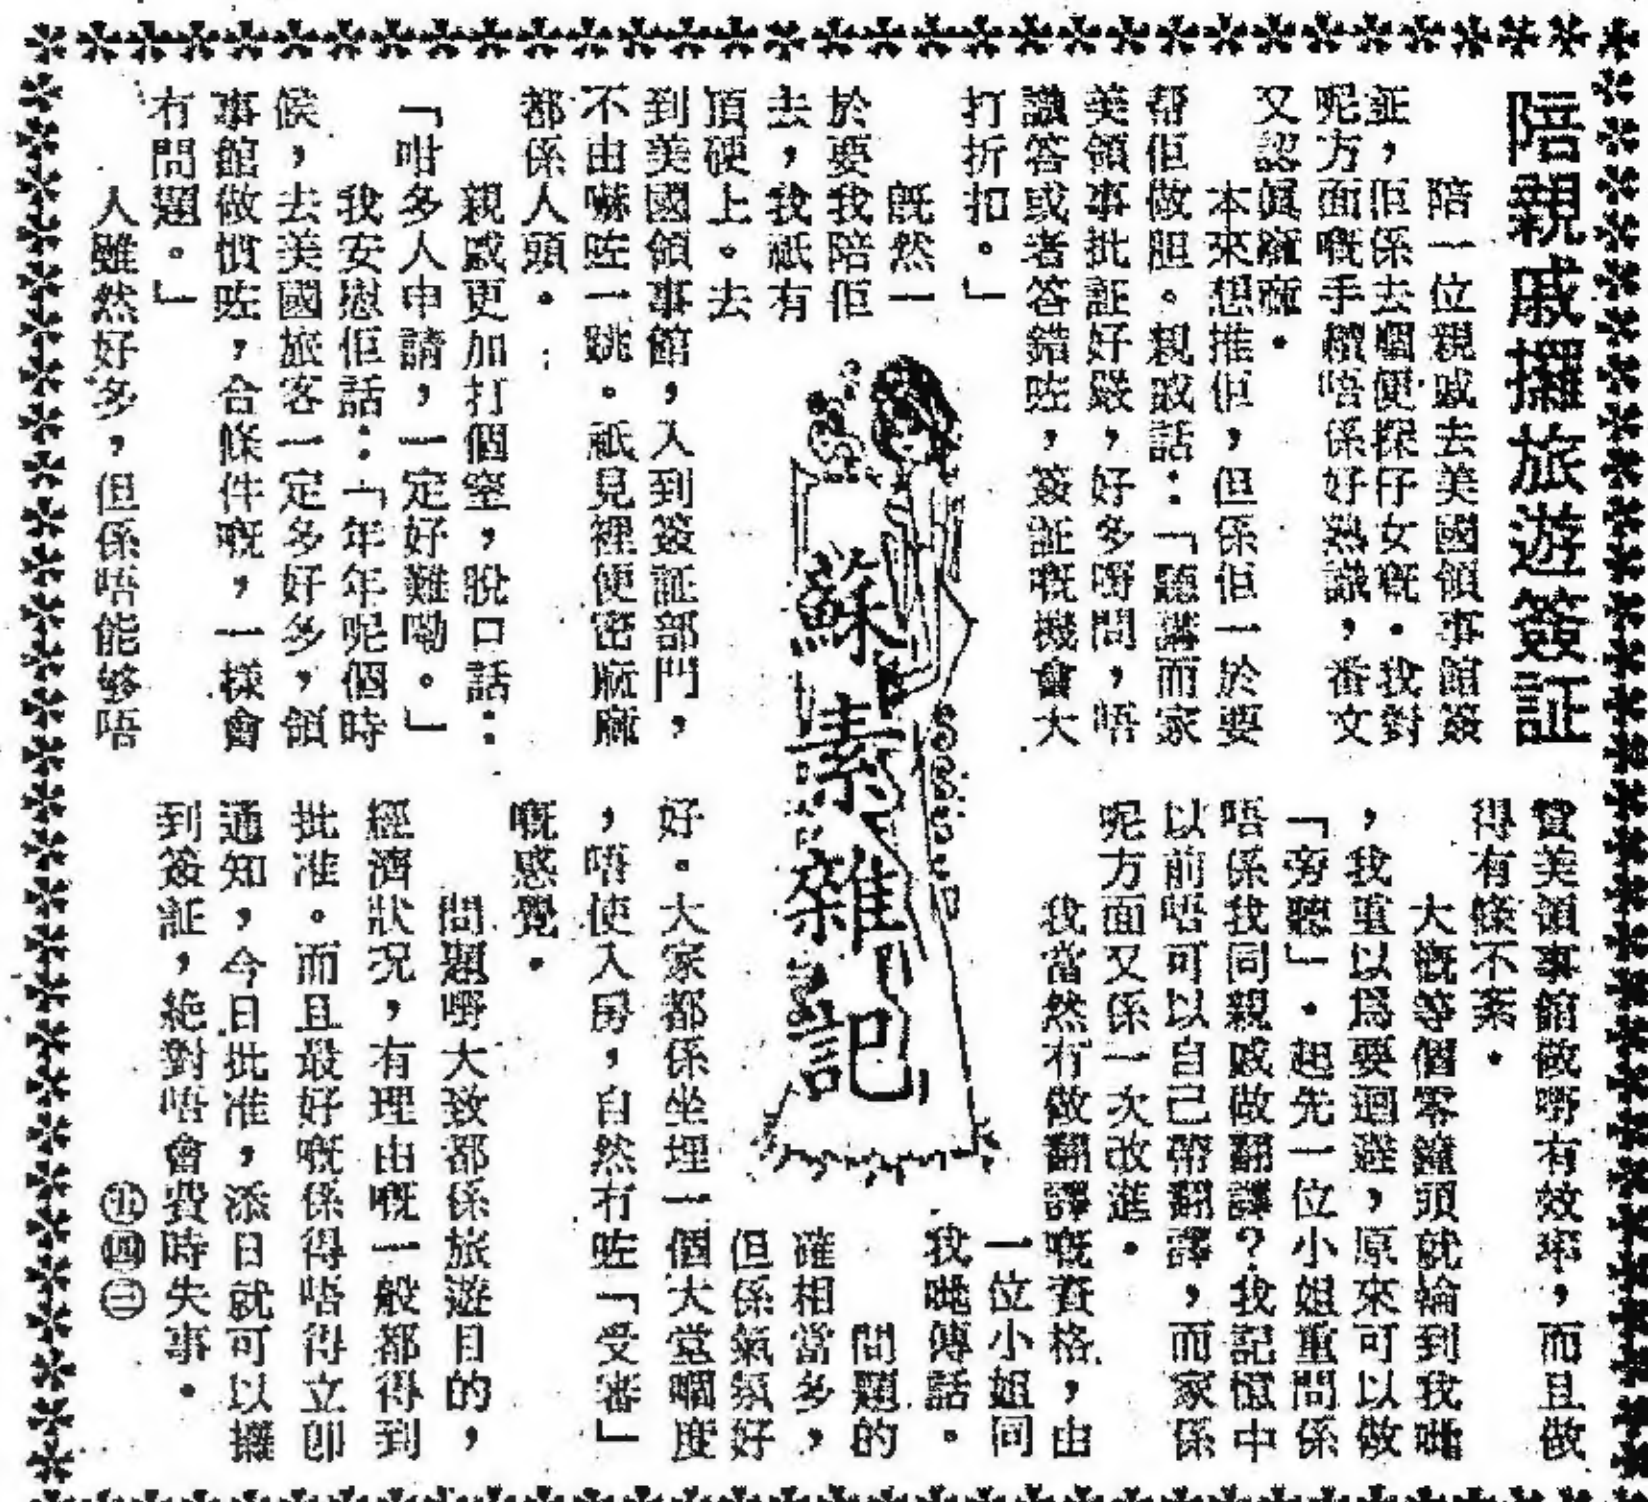 陪親戚攞旅遊簽証
陪一位親戚去美國領事館簽
証，佢係去嗰便探仔女嘅。我對
呢方面嘅手續唔係好熟識，番文
又認眞麻麻。
本來想推佢，但係佢一於要
帮佢做胆。親戚話：「聽講而家
美領事批証好嚴，好多嘢問，唔
識答或者答錯咗，簽証嘅機會大
打折扣。」
旣然一
於要我陪佢
去，我祇有
頂硬上。去
到美國領事館，入到簽証部門，
不由嚇咗一跳。祇見裡便密廠廠
都係人頭。
親戚更加打個窒，脫口話：
「咁多人申請，一定好難嘞。」
我安慰佢話：「年年呢個時
候，去美國旅客一定多好多，領
事館做慣咗，合條件嘅，一樣會
冇問題。」
人雖然好多，但係唔能够唔
蘇素雜記
贊美領事館做嘢有效率，而且做
得有條不紊。
大槪等個零鐘頭就輪到我哋
，我重以爲要迴避，原來可以做
「旁聽」。起先一位小姐重問係
唔係我同親戚做翻譯？我記憶中
以前唔可以自己帶翻譯，而家係
呢方面又係一次改進。
我當然冇做翻譯嘅資格，由
一位小姐同
我哋傳話。
問題的
確相當多，
但係氣氛好
好。大家都係坐埋一個大堂嗰度
，唔使入房，自然冇咗「受審」
嘅感覺。
問題嘢大致都係旅遊目的，
經濟狀況，有理由嘅一般都得到
批准。而且最好嘅係得唔得立卽
通知，今日批准，添日就可以攞
到簽証，絕對唔會費時失事。
㊁